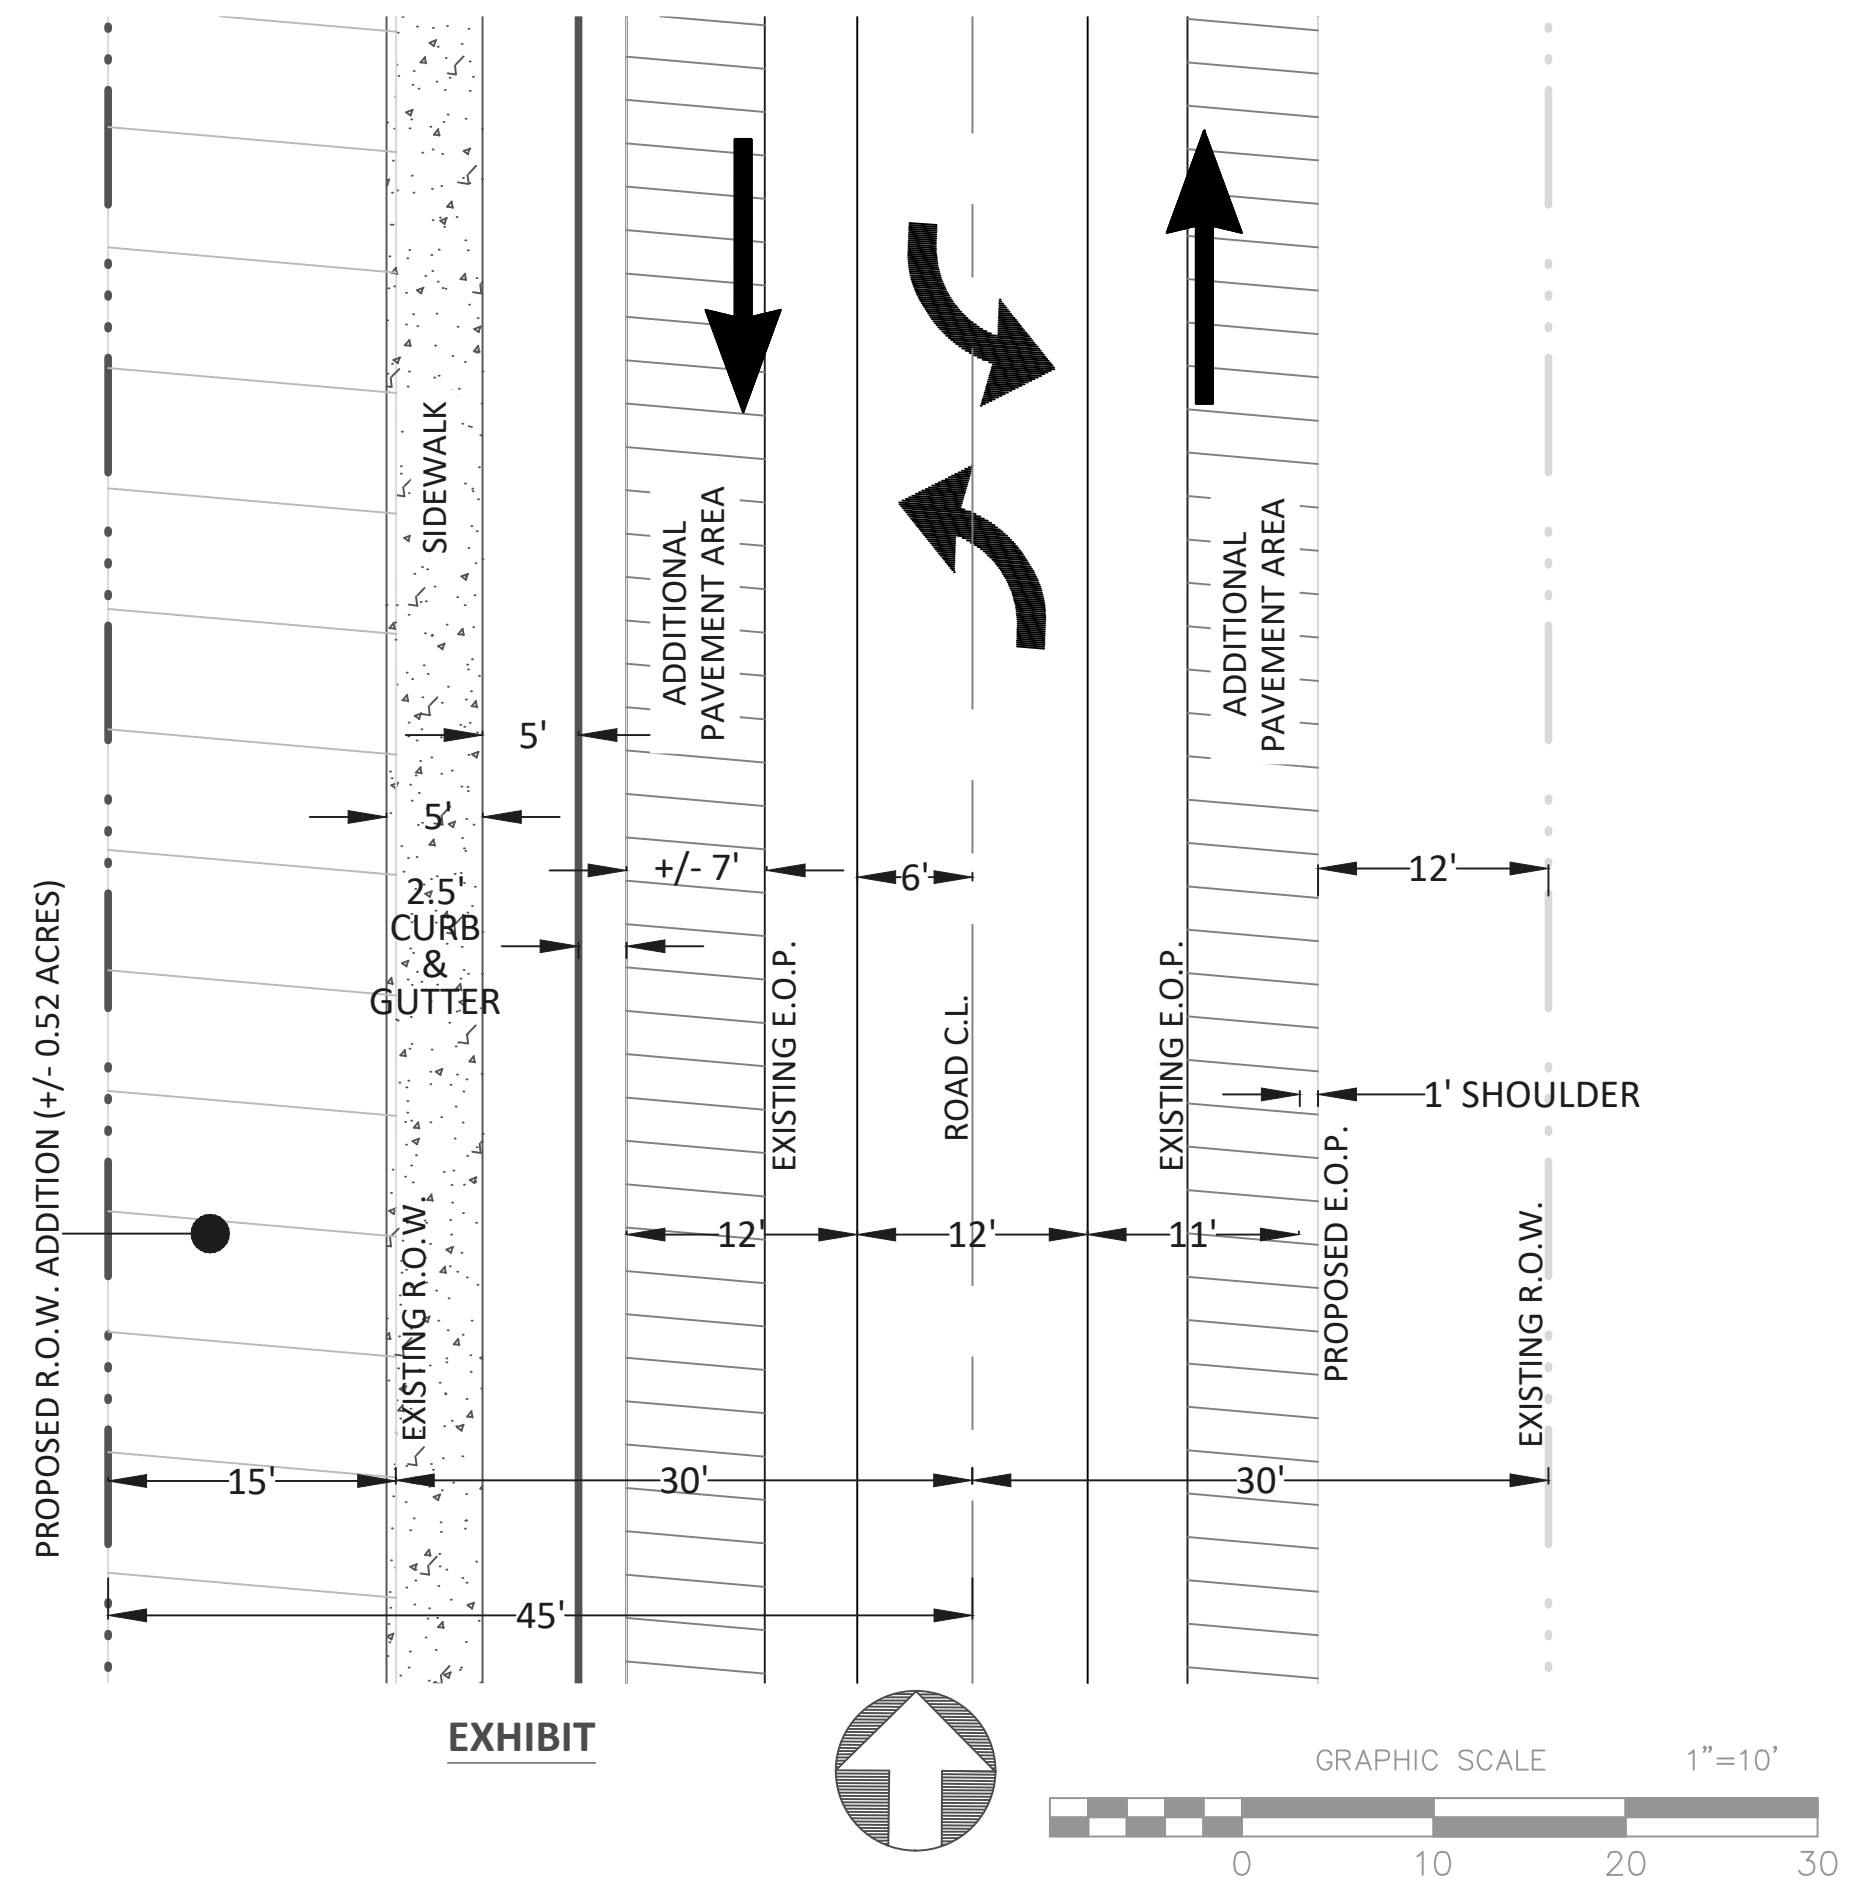 SIDEWALK
ADDITIONAL
PAVEMENT AREA
ADDITIONAL
PAVEMENT AREA
5'
5'
+/- 7'
6'
12'
2.5'
CURB
&
GUTTER
PROPOSED R.O.W. ADDITION (+/- 0.52 ACRES)
EXISTING R.O.W.
EXISTING E.O.P.
ROAD C.L.
EXISTING E.O.P.
1' SHOULDER
PROPOSED E.O.P.
EXISTING R.O.W.
12'
12'
11'
15'
30'
30'
45'
EXHIBIT
GRAPHIC SCALE 1"=10'
0 10 20 30